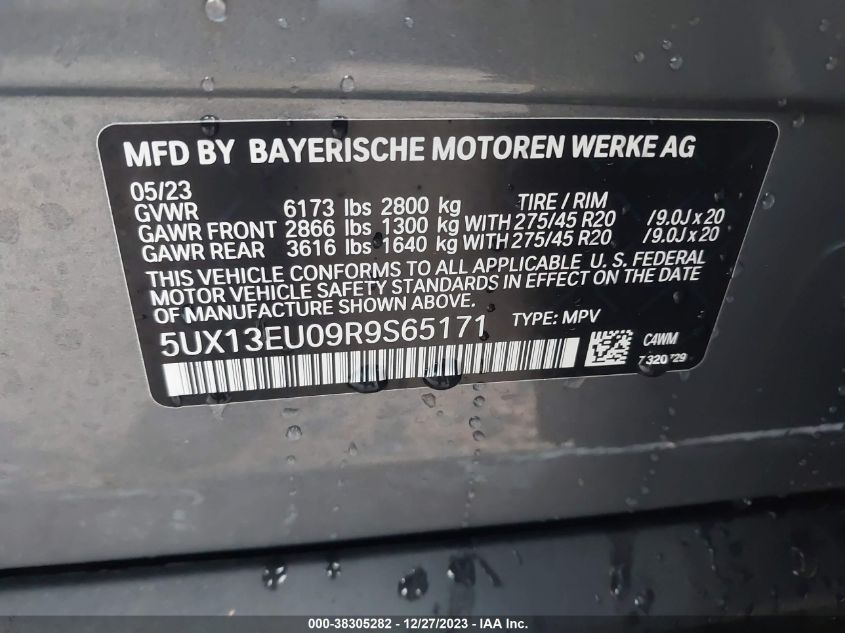 MFD BY BAYERISCHE MOTOREN WERKE AG
05/23 TIRE / RIM
GVWR 6173 lbs 2800 kg
GAWR FRONT 2866 lbs 1300 kg WITH 275/45 R20 /9.0J x 20
GAWR REAR 3616 lbs 1640 kg WITH 275/45 R20 /9.0J x 20
THIS VEHICLE CONFORMS TO ALL APPLICABLE U. S. FEDERAL
MOTOR VEHICLE SAFETY STANDARDS IN EFFECT ON THE DATE
OF MANUFACTURE SHOWN ABOVE.
5UX13EU09R9S65171 TYPE: MPV
C4WM
000-38305282 - 12/27/2023 - IAA Inc.